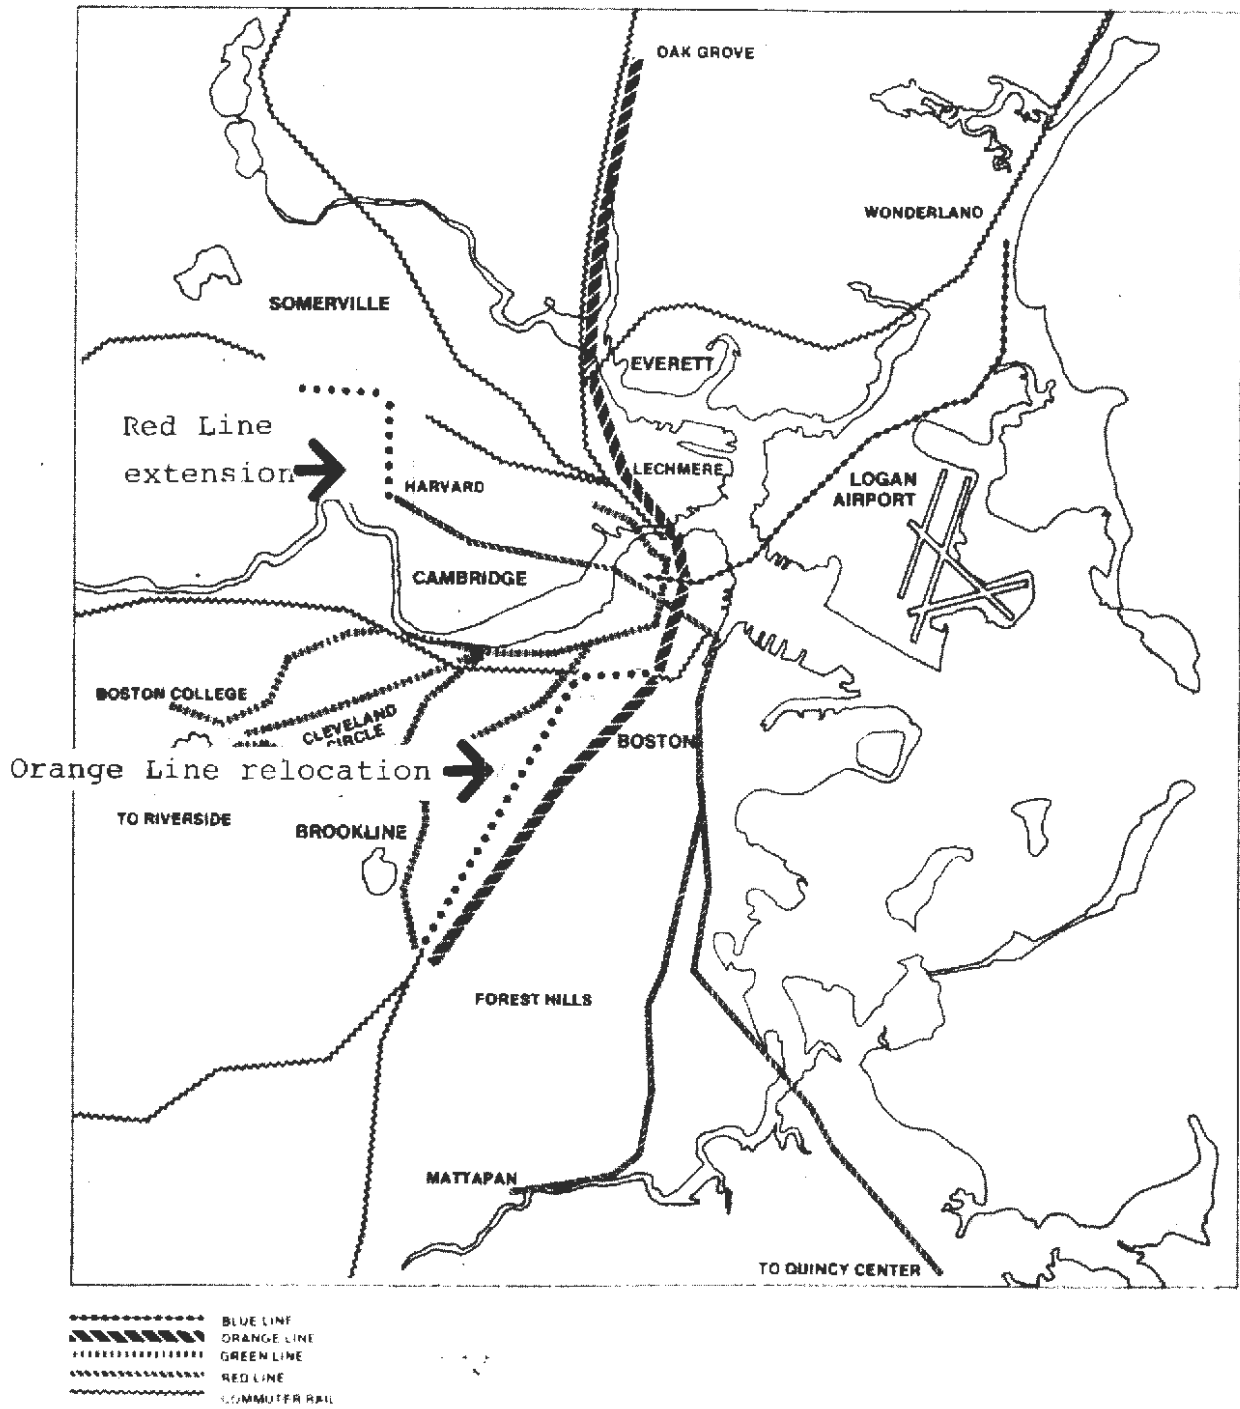 OAK GROVE
WONDERLAND
SOMERVILLE
EVERETT
Red Line
extension
LECHMERE
HARVARD
LOGAN
AIRPORT
CAMBRIDGE
BOSTON COLLEGE
CLEVELAND
CIRCLE
BOSTON
Orange Line relocation
TO RIVERSIDE
BROOKLINE
FOREST HILLS
MATTAPAN
TO QUINCY CENTER
BLUE LINE
ORANGE LINE
GREEN LINE
RED LINE
COMMUTER RAIL